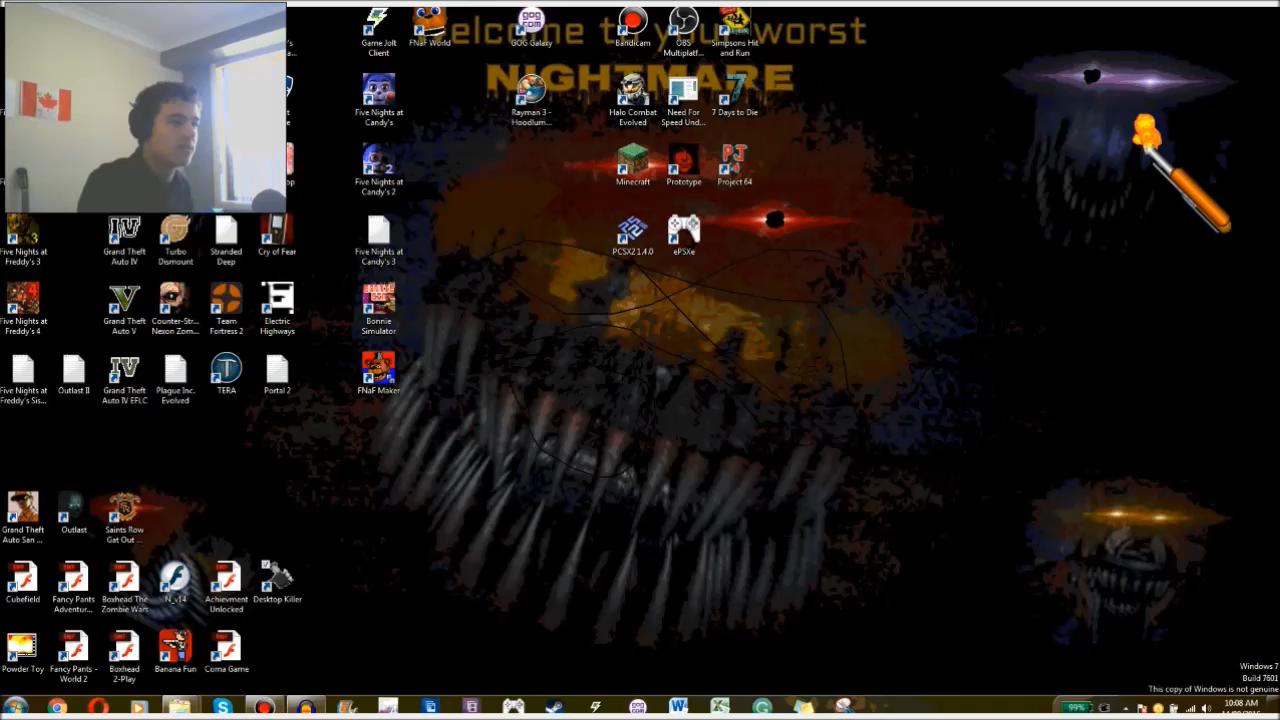 Welcome to your worst
NIGHTMARE
Game Jolt
Client
FNaF World
GOG Galaxy
Bandicam
OBS
Multiplatf...
Simpsons Hit
and Run
Five Nights at
Candy's
Rayman 3 -
Hoodlum...
Halo Combat
Evolved
Need For
Speed Und...
7 Days to Die
Five Nights at
Candy's 2
Minecraft
Prototype
Project 64
Five Nights at
Freddy's 3
Grand Theft
Auto IV
Turbo
Dismount
Stranded
Deep
Cry of Fear
Five Nights at
Candy's 3
PCSX2 1.4.0
ePSXe
Five Nights at
Freddy's 4
Grand Theft
Auto V
Counter-Str...
Nexon Zom...
Team
Fortress 2
Electric
Highways
Bonnie
Simulator
Five Nights at
Freddy's Sis...
Outlast II
Grand Theft
Auto IV EFLC
Plague Inc.
Evolved
TERA
Portal 2
FNaF Maker
Grand Theft
Auto San ...
Outlast
Saints Row
Gat Out ...
Cubefield
Fancy Pants
Adventur...
Boxhead The
Zombie Wars
N_v14
Achievment
Unlocked
Desktop Killer
Powder Toy
Fancy Pants -
World 2
Boxhead
2-Play
Banana Fun
Coma Game
Windows 7
Build 7601
This copy of Windows is not genuine
99%
10:08 AM